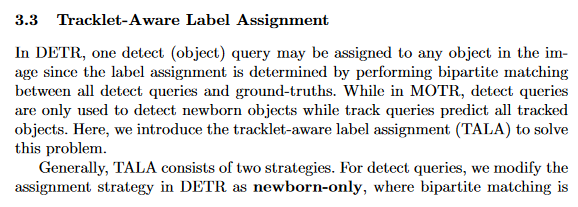 3.3 Tracklet-Aware Label Assignment
In DETR, one detect (object) query may be assigned to any object in the im-
age since the label assignment is determined by performing bipartite matching
between all detect queries and ground-truths. While in MOTR, detect queries
are only used to detect newborn objects while track queries predict all tracked
objects. Here, we introduce the tracklet-aware label assignment (TALA) to solve
this problem.
Generally, TALA consists of two strategies. For detect queries, we modify the
assignment strategy in DETR as newborn-only, where bipartite matching is